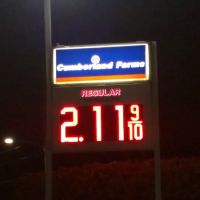 Cumberland Farms
REGULAR
2.11 9/10